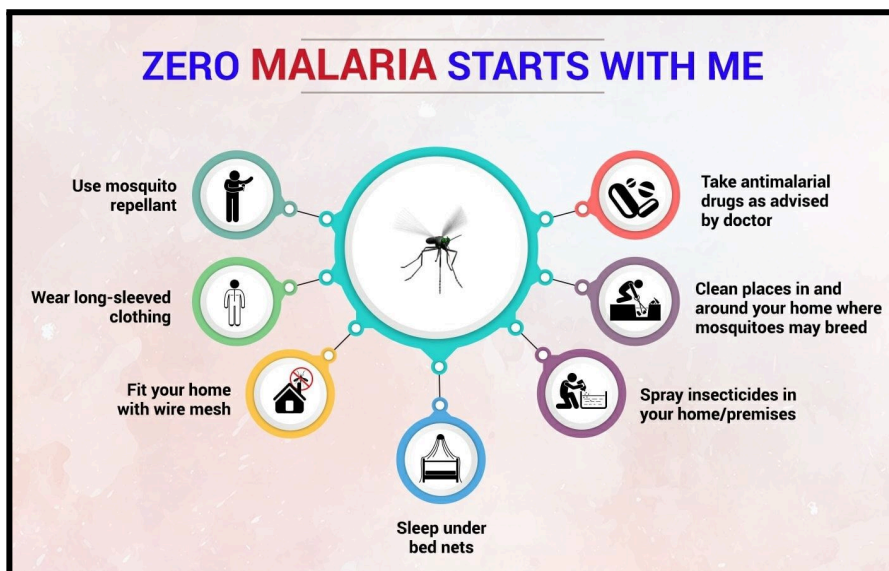 ZERO MALARIA STARTS WITH ME
Use mosquito
repellant
Wear long-sleeved
clothing
Fit your home
with wire mesh
Sleep under
bed nets
Take antimalarial
drugs as advised
by doctor
Clean places in and
around your home where
mosquitoes may breed
Spray insecticides in
your home/premises